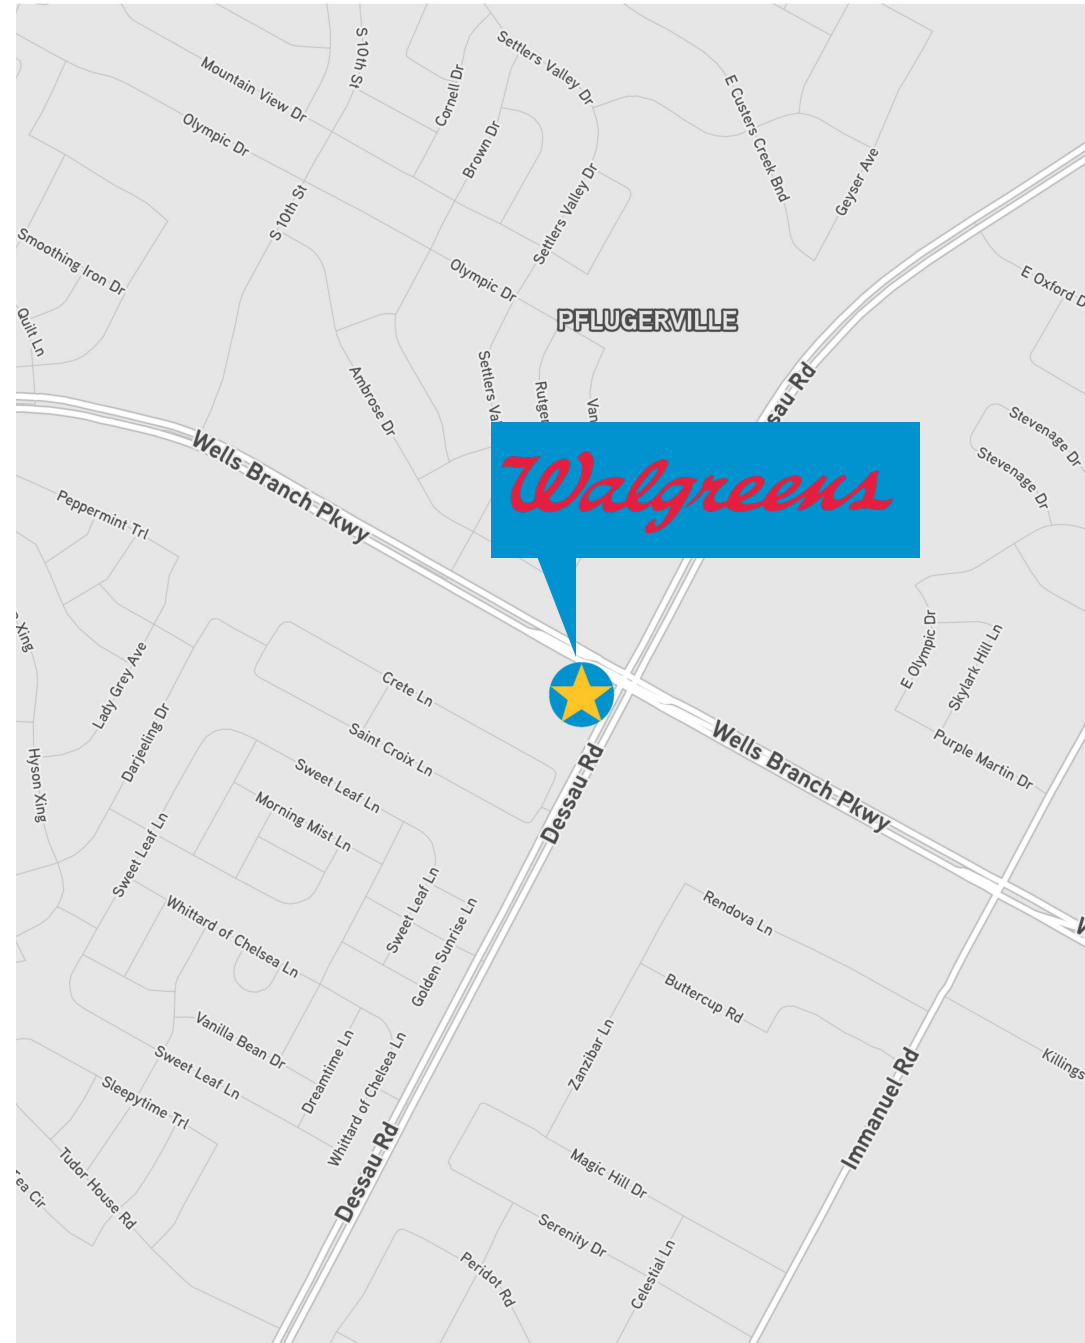 S 10th St
Settlers Valley Dr
Mountain View Dr
Cornell Dr
E Custers Creek Bnd
Olympic Dr
Brown Dr
Geyser Ave
S 10th St
Settlers Valley Dr
Smoothing Iron Dr
Olympic Dr
E Oxford D
PFLUGERVILLE
Quilt Ln
Ambrose Dr
Settlers Va
Rutger
Van
sau Rd
Stevenage Dr
Stevenage Dr
Wells Branch Pkwy
Walgreens
Peppermint Trl
Xing
Lady Grey Ave
E Olympic Dr
Skylark Hill Ln
Crete Ln
Darjeeling Dr
Saint Croix Ln
Wells Branch Pkwy
Purple Martin Dr
Hyson Xing
Sweet Leaf Ln
Dessau Rd
Morning Mist Ln
Sweet Leaf Ln
Sweet Leaf Ln
Whittard of Chelsea Ln
Golden Sunrise Ln
Rendova Ln
W
Buttercup Rd
Vanilla Bean Dr
Zanzibar Ln
Sweet Leaf Ln
Dreamtime Ln
Whittard of Chelsea Ln
Killings
Sleepytime Trl
Immanuel Rd
Dessau Rd
Tudor House Rd
Magic Hill Dr
ea Cir
Serenity Dr
Celestial Ln
Peridot Rd